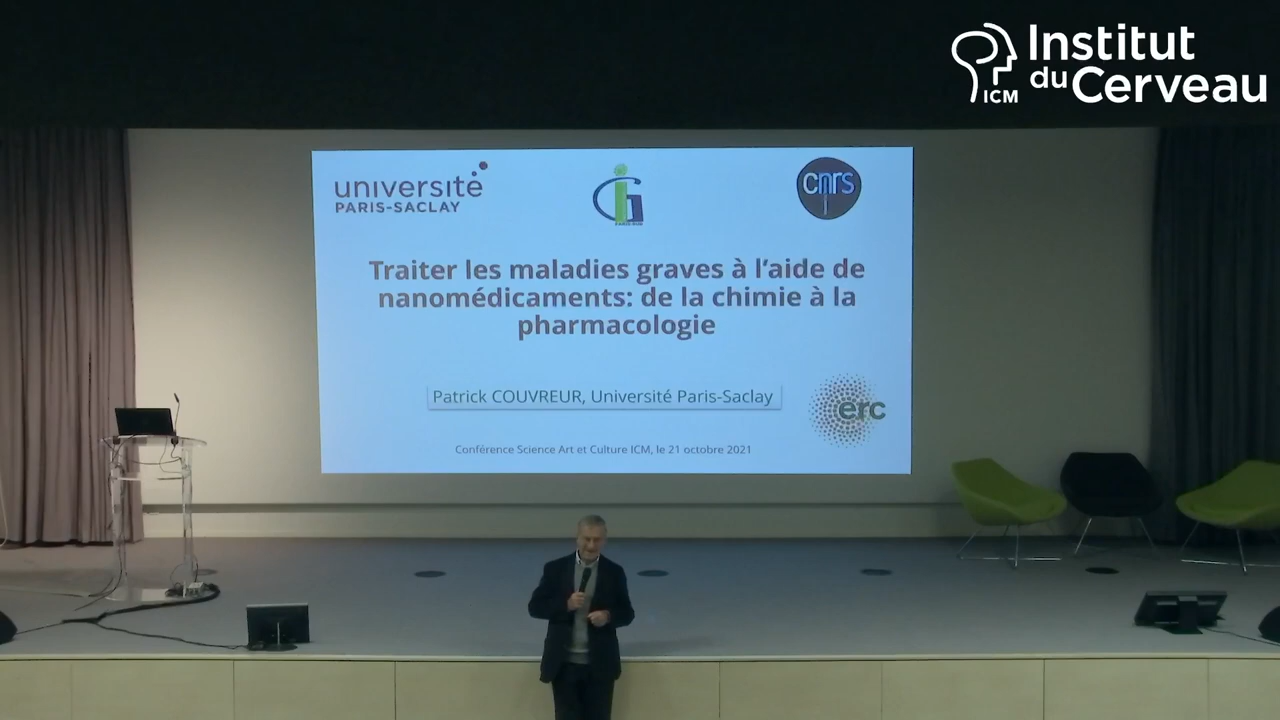 Institut
du Cerveau
ICM
université
PARIS-SACLAY
cnrs
Traiter les maladies graves à l'aide de
nanomédicaments: de la chimie à la
pharmacologie
Patrick COUVREUR, Université Paris-Saclay
erc
Conférence Science Art et Culture ICM, le 21 octobre 2021